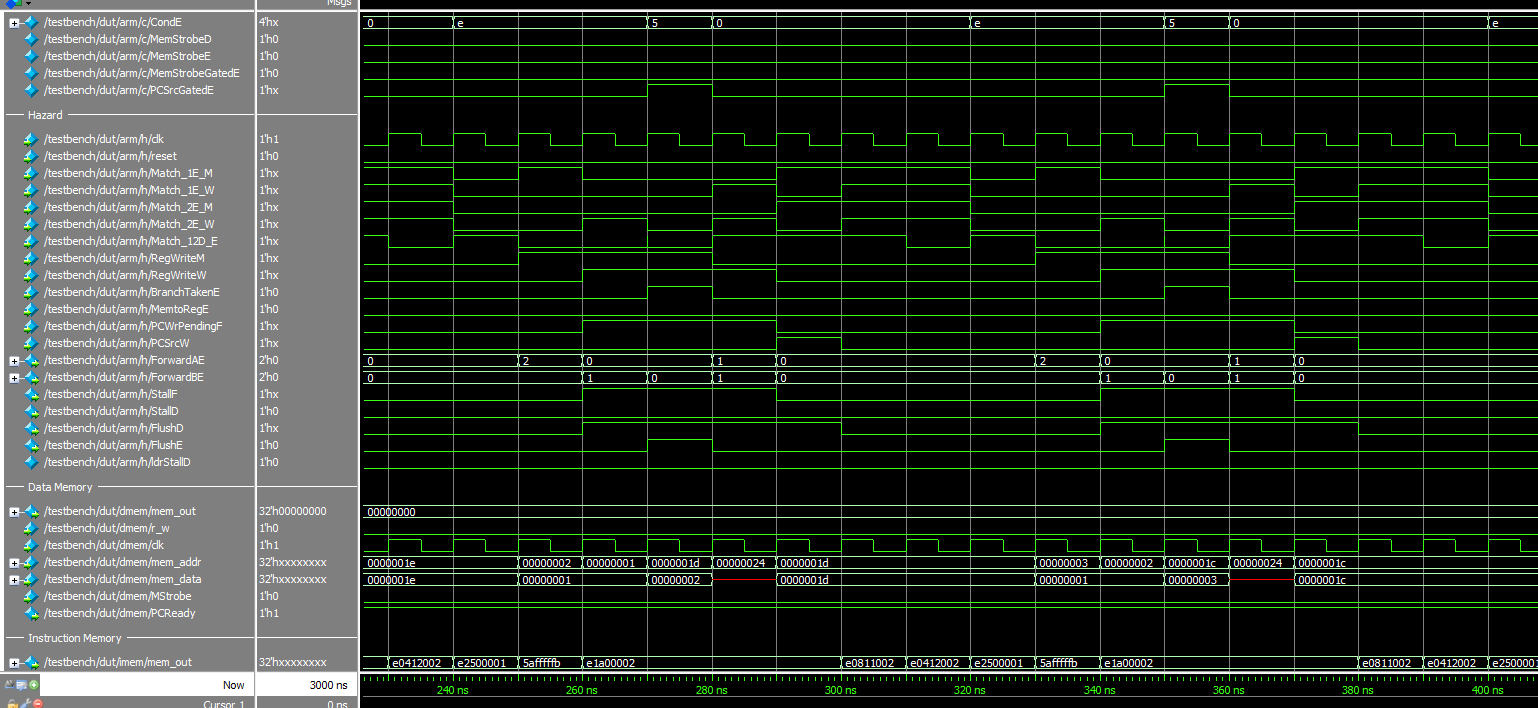 Msgs
/testbench/dut/arm/c/CondE 4'hx 0 e 5 0 e 5 0 e
/testbench/dut/arm/c/MemStrobeD 1'h0
/testbench/dut/arm/c/MemStrobeE 1'h0
/testbench/dut/arm/c/MemStrobeGatedE 1'h0
/testbench/dut/arm/c/PCSrcGatedE 1'hx
Hazard
/testbench/dut/arm/h/clk 1'h1
/testbench/dut/arm/h/reset 1'h0
/testbench/dut/arm/h/Match_1E_M 1'hx
/testbench/dut/arm/h/Match_1E_W 1'hx
/testbench/dut/arm/h/Match_2E_M 1'hx
/testbench/dut/arm/h/Match_2E_W 1'hx
/testbench/dut/arm/h/Match_12D_E 1'hx
/testbench/dut/arm/h/RegWriteM 1'hx
/testbench/dut/arm/h/RegWriteW 1'hx
/testbench/dut/arm/h/BranchTakenE 1'h0
/testbench/dut/arm/h/MemtoRegE 1'h0
/testbench/dut/arm/h/PCWrPendingF 1'hx
/testbench/dut/arm/h/PCSrcW 1'hx
/testbench/dut/arm/h/ForwardAE 2'h0 0 2 0 1 0 2 0 1 0
/testbench/dut/arm/h/ForwardBE 2'h0 0 1 0 1 0 1 0 1 0
/testbench/dut/arm/h/StallF 1'hx
/testbench/dut/arm/h/StallD 1'h0
/testbench/dut/arm/h/FlushD 1'hx
/testbench/dut/arm/h/FlushE 1'h0
/testbench/dut/arm/h/ldrStallD 1'h0
Data Memory
/testbench/dut/dmem/mem_out 32'h00000000 00000000
/testbench/dut/dmem/r_w 1'h0
/testbench/dut/dmem/clk 1'h1
/testbench/dut/dmem/mem_addr 32'hxxxxxxxx 0000001e 00000002 00000001 0000001d 00000024 0000001d 00000003 00000002 0000001c 00000024 0000001c
/testbench/dut/dmem/mem_data 32'hxxxxxxxx 0000001e 00000001 00000002 0000001d 00000001 00000003 0000001c
/testbench/dut/dmem/MStrobe 1'h0
/testbench/dut/dmem/PCReady 1'h1
Instruction Memory
/testbench/dut/imem/mem_out 32'hxxxxxxxx e0412002 e2500001 5afffffb e1a00002 e0811002 e0412002 e2500001 5afffffb e1a00002 e0811002 e0412002 e250000
Now 3000 ns 240 ns 260 ns 280 ns 300 ns 320 ns 340 ns 360 ns 380 ns 400 ns
Cursor 1 0 ns